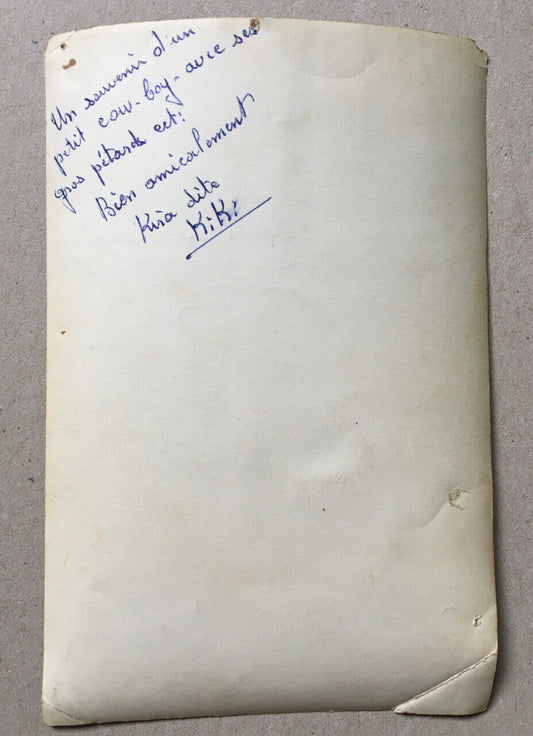 Un souvenir d'un
petit cow-boy-avec ses
gros pétards ect:
Bien amicalement
Kira dite
KiKi